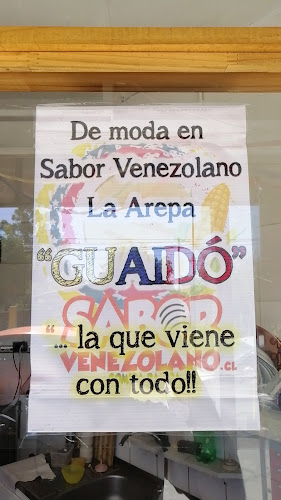 De moda en
Sabor Venezolano
La Arepa
“GUAIDÓ”
SABOR
“... la que viene
VENEZOLANO.CL
con todo!!